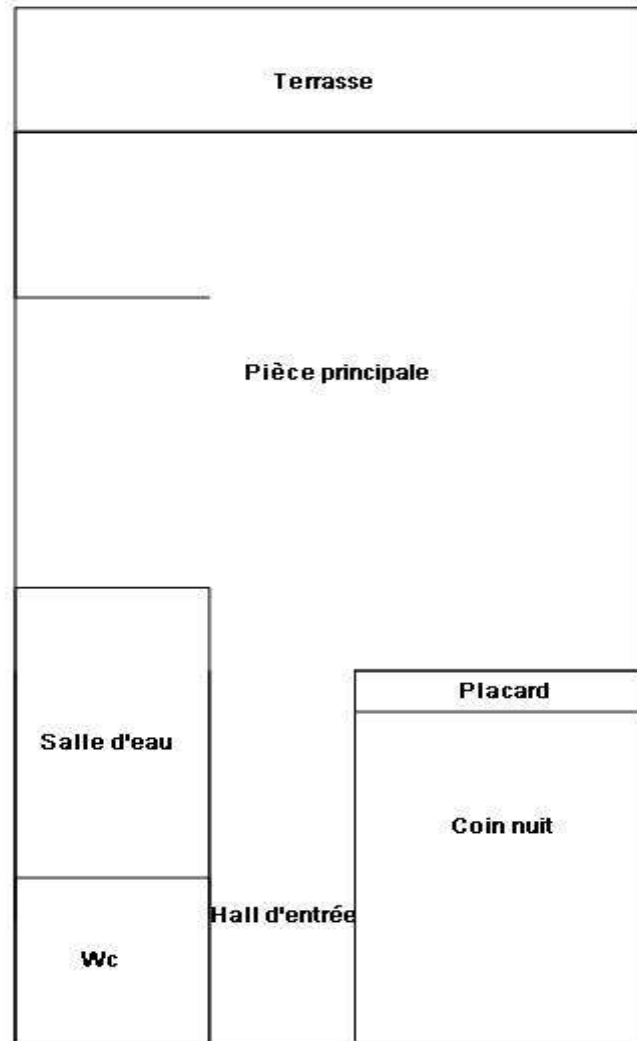 Terrasse
Pièce principale
Placard
Salle d'eau
Coin nuit
Hall d'entrée
Wc